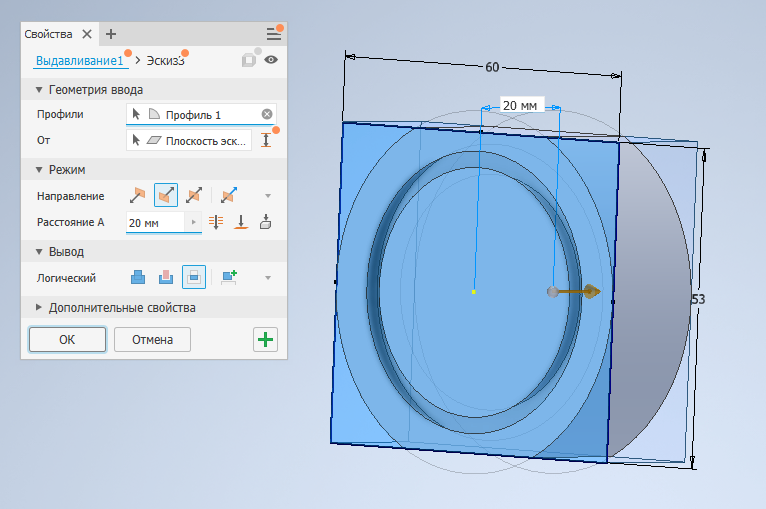 Свойства
Выдавливание1 > Эскиз3
Геометрия ввода
Профили
Профиль 1
От
Плоскость эск...
Режим
Направление
Расстояние A
20 мм
Вывод
Логический
Дополнительные свойства
ОК
Отмена
60
20 мм
53